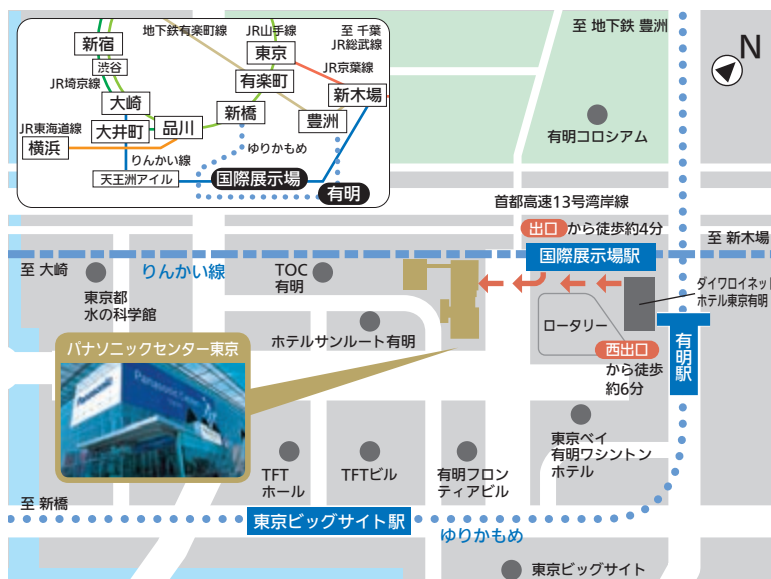 地下鉄有楽町線
JR山手線
至 千葉
JR総武線
新宿
東京
渋谷
JR京葉線
有楽町
JR埼京線
新木場
大崎
新橋
豊洲
品川
JR東海道線
大井町
横浜
ゆりかもめ
りんかい線
天王洲アイル
国際展示場
有明
至 地下鉄 豊洲
N
有明コロシアム
首都高速13号湾岸線
出口から徒歩約4分
至 新木場
国際展示場駅
至 大崎
りんかい線
TOC
有明
東京都
水の科学館
ダイワロイネット
ホテル東京有明
ロータリー
ホテルサンルート有明
西出口
から徒歩
約6分
有明駅
パナソニックセンター東京
Panasonic
Panasonic Center
東京ベイ
有明ワシントン
ホテル
TFT
ホール
TFTビル
有明フロン
ティアビル
至 新橋
東京ビッグサイト駅
ゆりかもめ
東京ビッグサイト